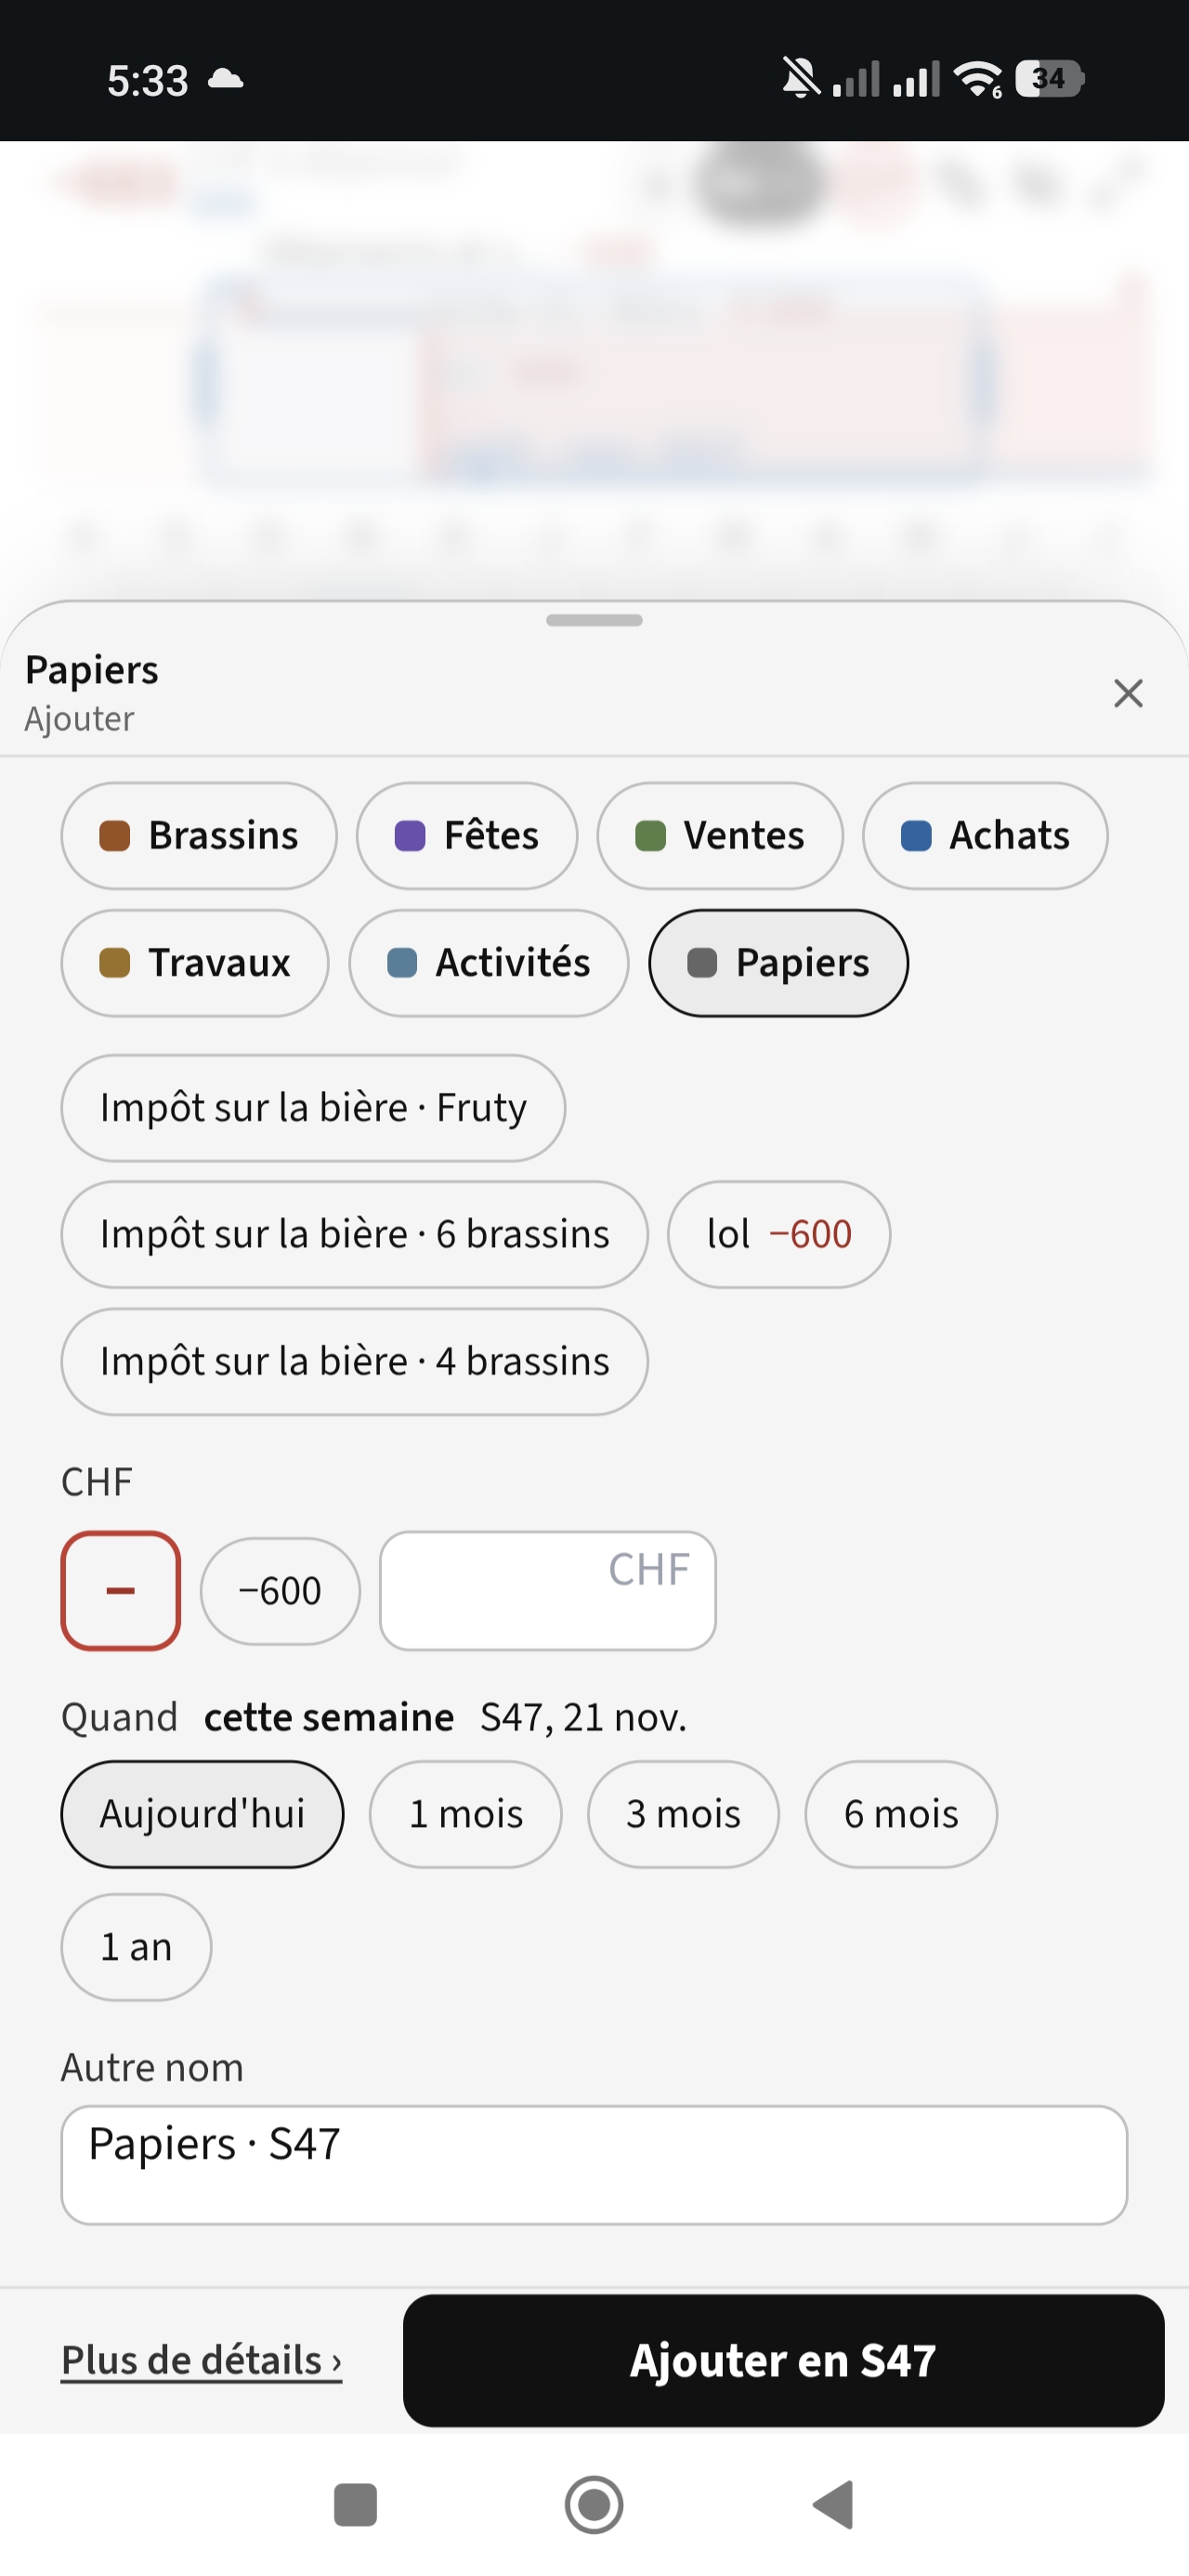 5:33
6
34
Papiers
Ajouter
Brassins Fêtes Ventes Achats
Travaux Activités Papiers
Impôt sur la bière · Fruty
Impôt sur la bière · 6 brassins lol −600
Impôt sur la bière · 4 brassins
CHF
− −600 CHF
Quand cette semaine S47, 21 nov.
Aujourd'hui 1 mois 3 mois 6 mois
1 an
Autre nom
Papiers · S47
Plus de détails › Ajouter en S47